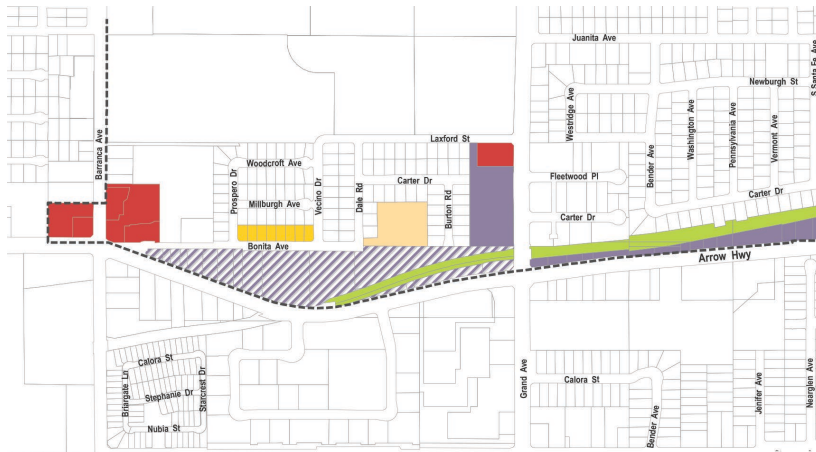 Juanita Ave
Newburgh St
S Santa Fe Ave
Westridge Ave
Washington Ave
Pennsylvania Ave
Vermont Ave
Barranca Ave
Laxford St
Woodcroft Ave
Prospero Dr
Vecino Dr
Dale Rd
Carter Dr
Burton Rd
Fleetwood Pl
Bender Ave
Carter Dr
Millburgh Ave
Carter Dr
Bonita Ave
Arrow Hwy
Calora St
Briargate Ln
Stephanie Dr
Starcrest Dr
Nubia St
Grand Ave
Calora St
Bender Ave
Jenifer Ave
Nearglen Ave